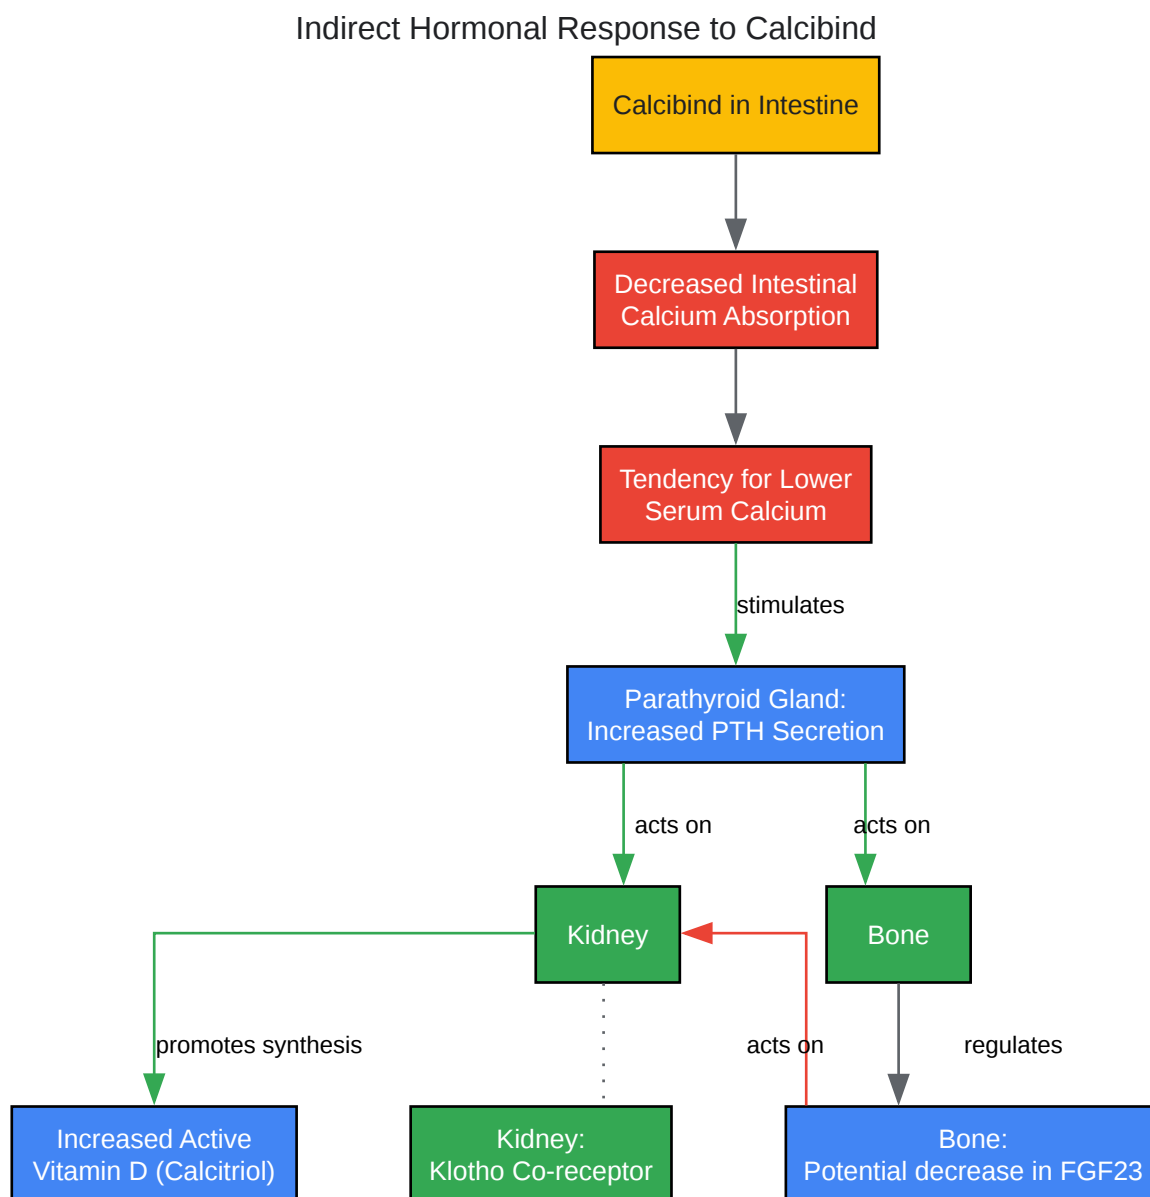 Indirect Hormonal Response to Calcibind
Calcibind in Intestine
Decreased Intestinal
Calcium Absorption
Tendency for Lower
Serum Calcium
stimulates
Parathyroid Gland:
Increased PTH Secretion
acts on
acts on
Kidney
Bone
promotes synthesis
acts on
regulates
Increased Active
Vitamin D (Calcitriol)
Kidney:
Klotho Co-receptor
Bone:
Potential decrease in FGF23